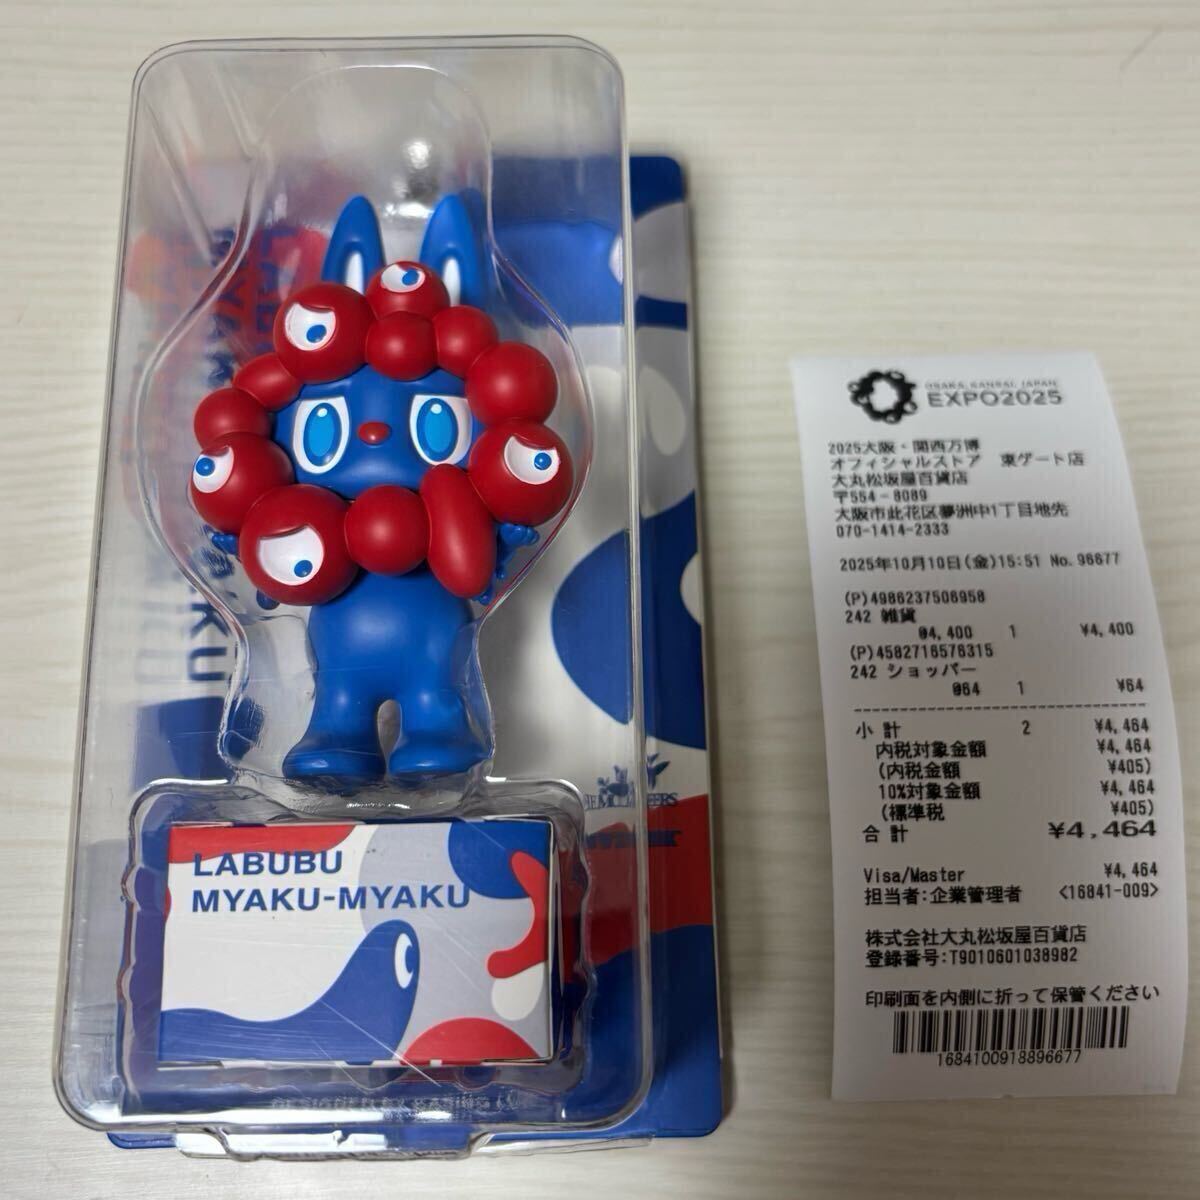 LABUBU
MYAKU-MYAKU
OSAKA, KANSAI, JAPAN
EXPO2025
2025大阪・関西万博
オフィシャルストア 東ゲート店
大丸松坂屋百貨店
〒554-8089
大阪市此花区夢洲中1丁目地先
070-1414-2333
2025年10月10日(金)15:51 No.96677
(P)4986237508958
242 雑貨
@4,400 1 ¥4,400
(P)4582716576315
242 ショッパー
@64 1 ¥64
小 計 2 ¥4,464
内税対象金額 ¥4,464
(内税金額 ¥405)
10%対象金額 ¥4,464
(標準税 ¥405)
合 計 ¥4,464
Visa/Master ¥4,464
担当者:企業管理者 <16841-009>
株式会社大丸松坂屋百貨店
登録番号:T9010601038982
印刷面を内側に折って保管ください
1684100918896677